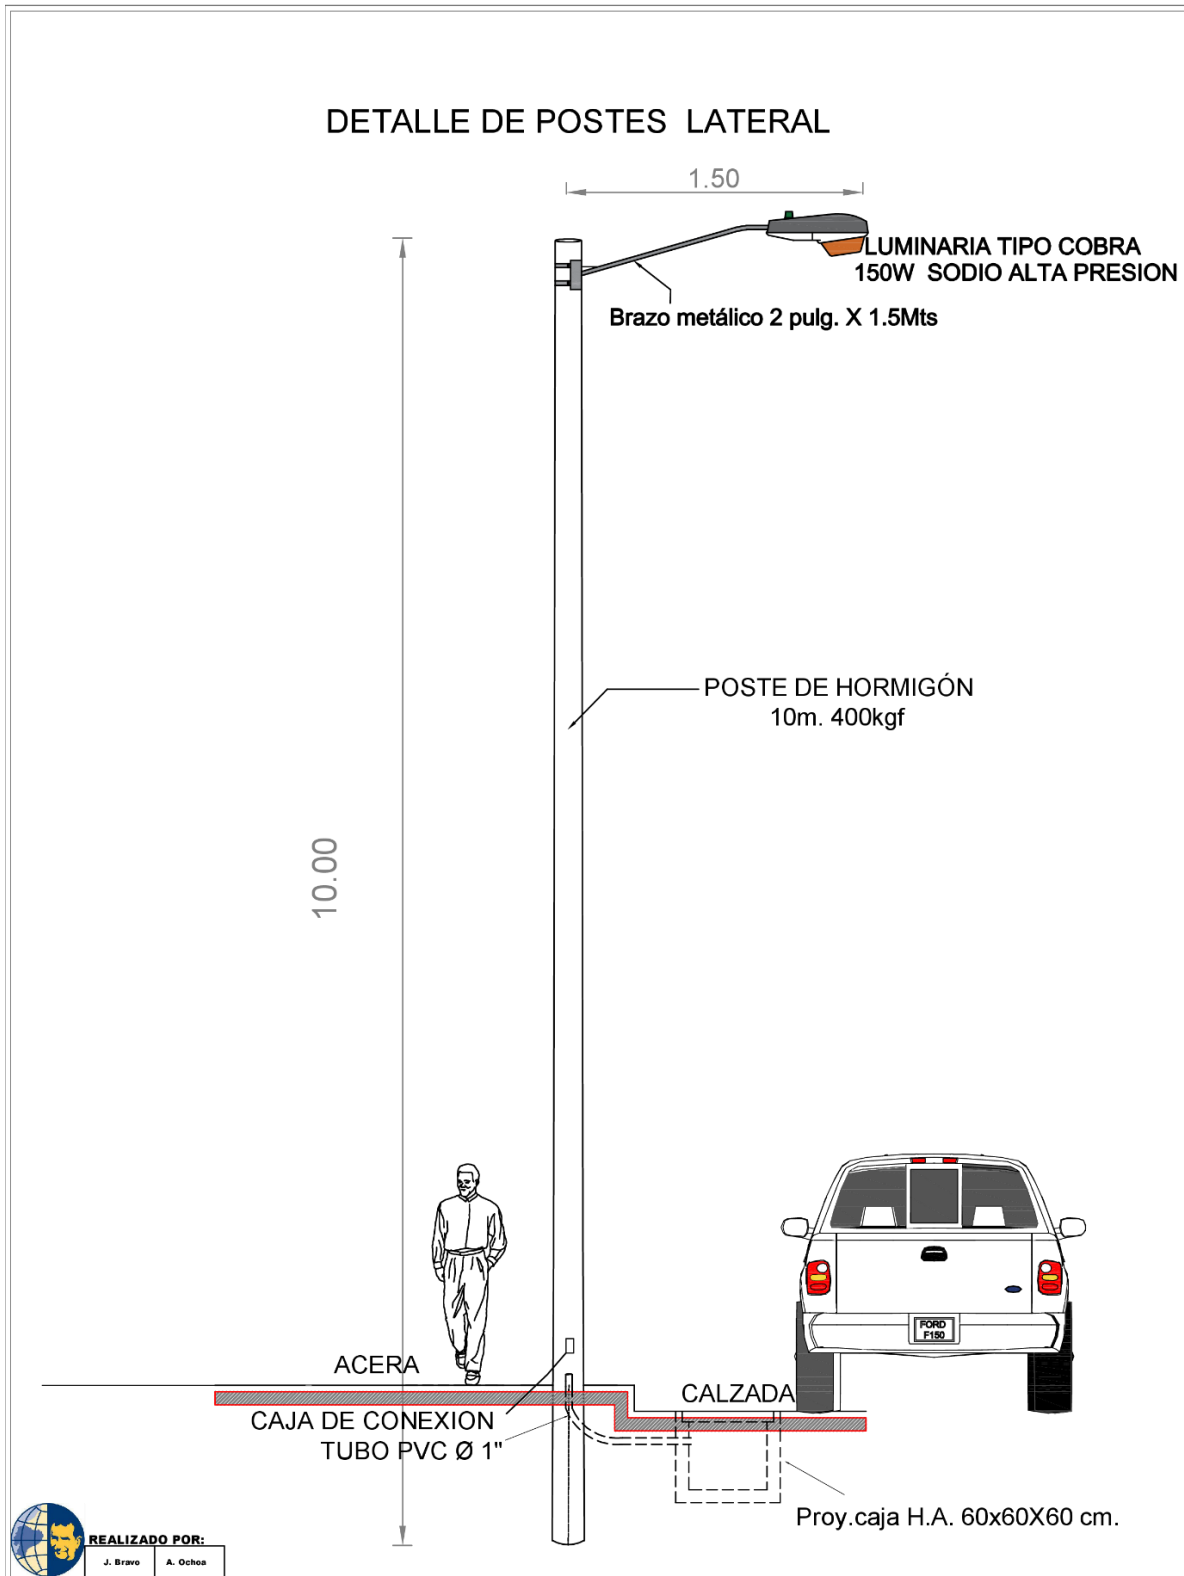 DETALLE DE POSTES LATERAL
1.50
LUMINARIA TIPO COBRA
150W SODIO ALTA PRESION
Brazo metálico 2 pulg. X 1.5Mts
POSTE DE HORMIGÓN
10m. 400kgf
10.00
ACERA
CALZADA
CAJA DE CONEXION
TUBO PVC Ø 1"
FORD
F150
Proy.caja H.A. 60x60X60 cm.
REALIZADO POR:
J. Bravo
A. Ochoa